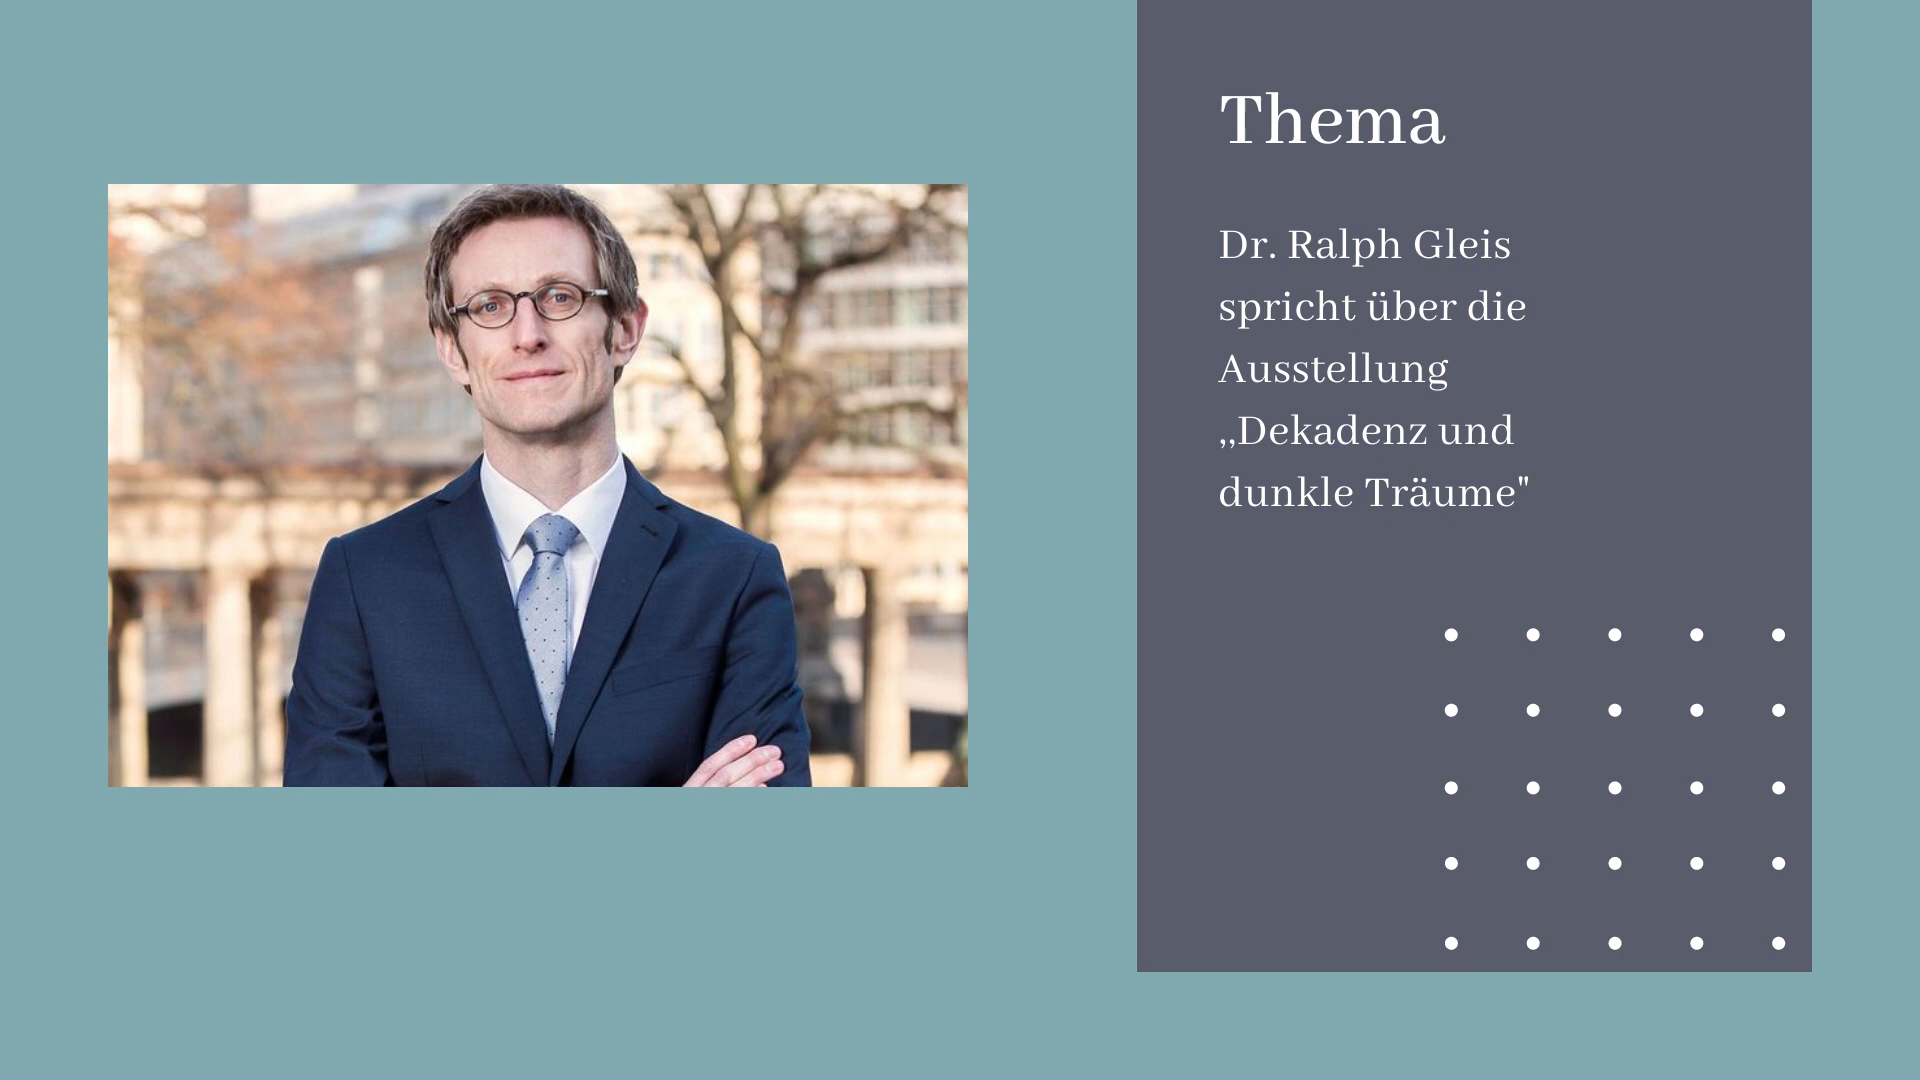 Thema
Dr. Ralph Gleis
spricht über die
Ausstellung
„Dekadenz und
dunkle Träume"